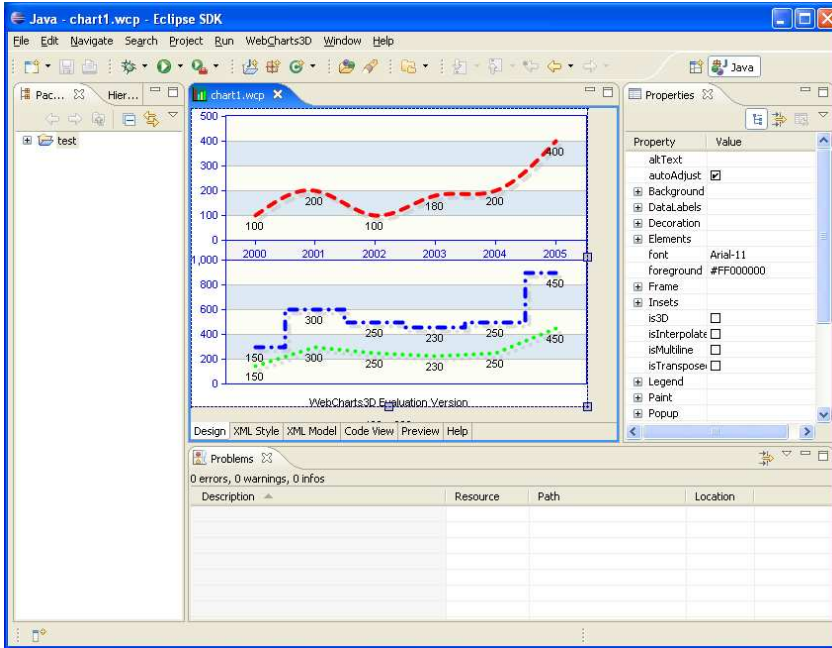 Java - chart1.wcp - Eclipse SDK
File Edit Navigate Search Project Run WebCharts3D Window Help
Java
Pac... Hier...
test
chart1.wcp
500
400
300
200
100
0
400
200
180
200
100
100
2000 2001 2002 2003 2004 2005
1,000
800
600
400
200
0
450
300
250
230
250
150
450
300
250
230
250
150
WebCharts3D Evaluation Version
Design XML Style XML Model Code View Preview Help
Properties
Property Value
altText
autoAdjust
Background
DataLabels
Decoration
Elements
font Arial-11
foreground #FF000000
Frame
Insets
is3D
isInterpolate
isMultiline
isTranspose
Legend
Paint
Popup
Problems
0 errors, 0 warnings, 0 infos
Description Resource Path Location